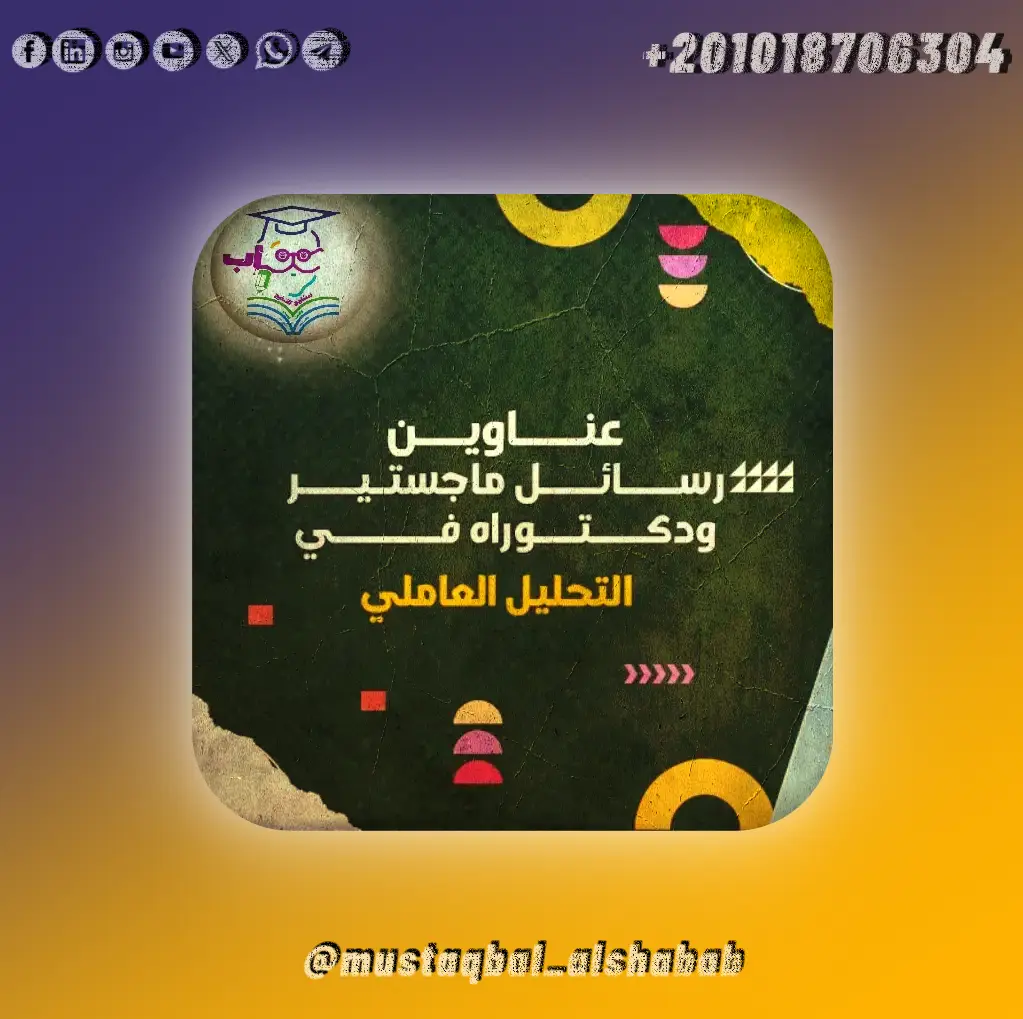 +201018706304
عناوين
رسائل ماجستير
ودكتوراه في
التحليل العاملي
@mustaqbal_alshabab